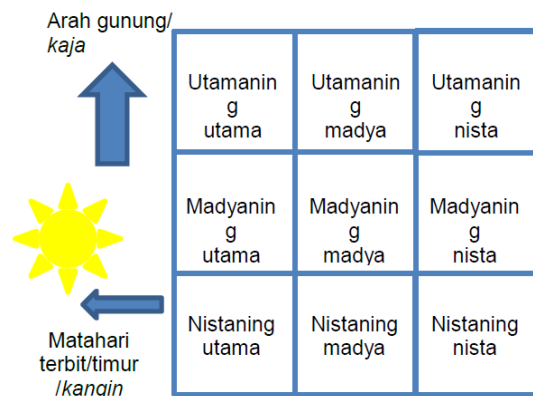 Arah gunung/
kaja
Utamanin
g
utama
Utamanin
g
madya
Utamanin
g
nista
Madyanin
g
utama
Madyanin
g
madya
Madyanin
g
nista
Nistaning
utama
Nistaning
madya
Nistaning
nista
Matahari
terbit/timur
/kangin